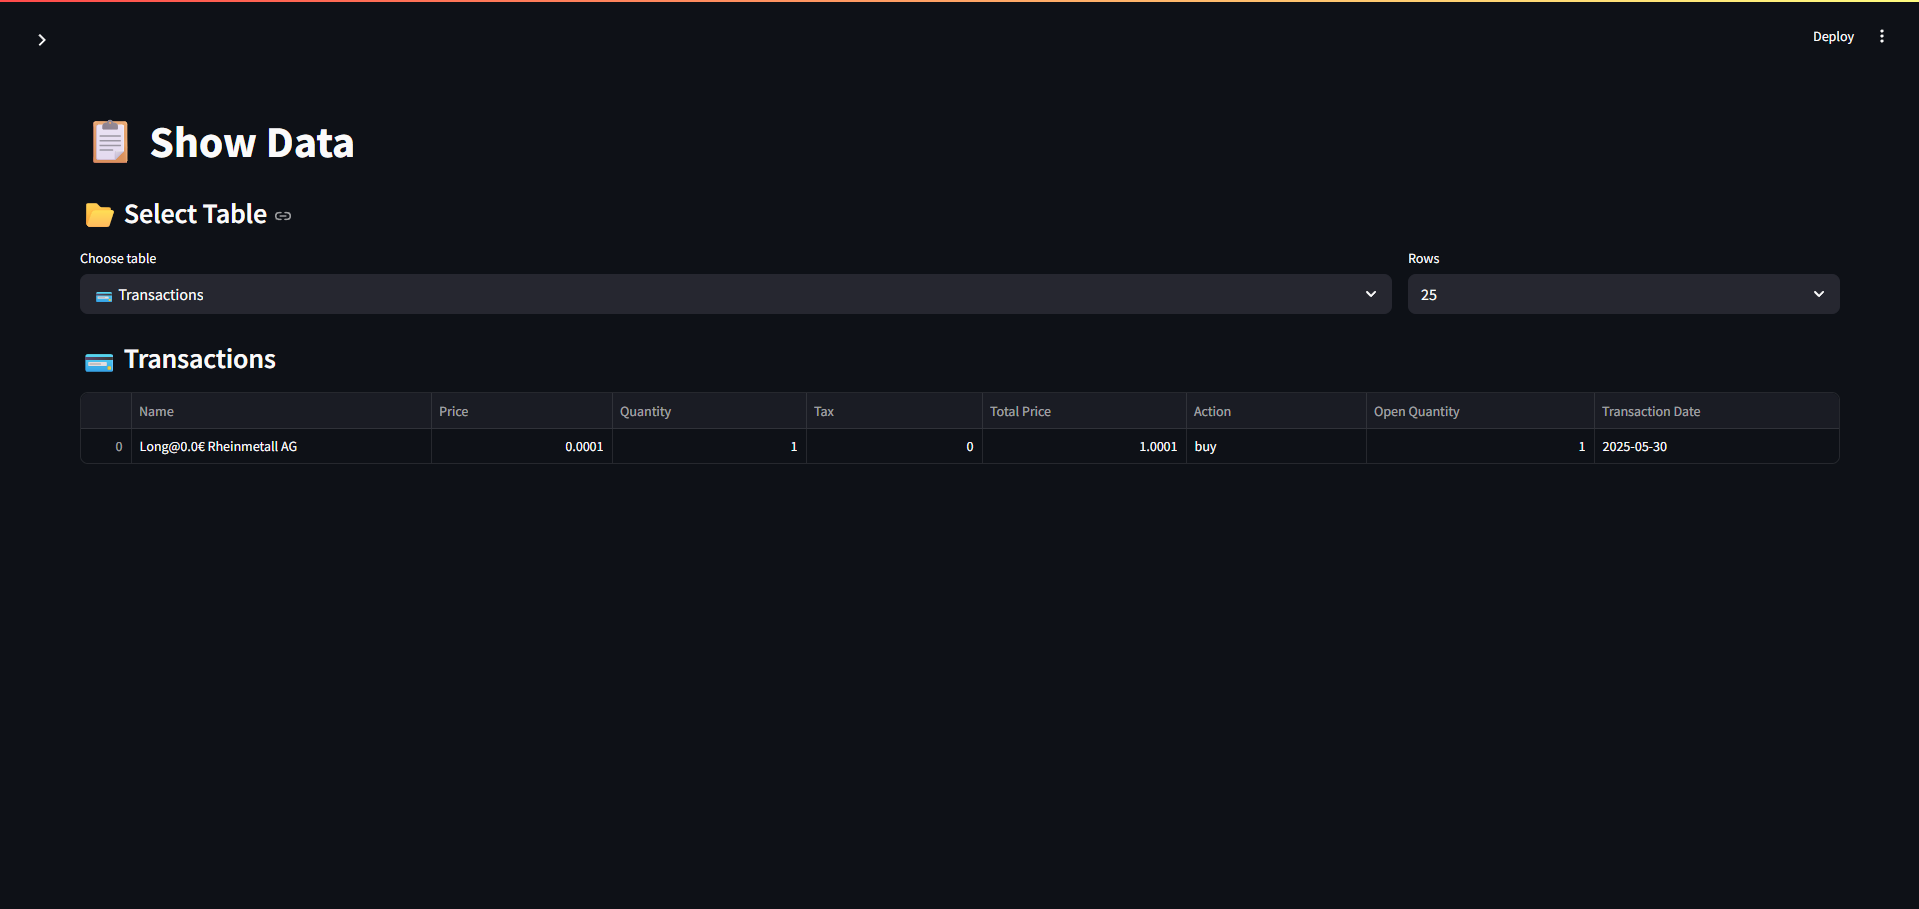 Deploy
Show Data
Select Table
Choose table
Rows
Transactions
25
Transactions
Name Price Quantity Tax Total Price Action Open Quantity Transaction Date
0 Long@0.0€ Rheinmetall AG 0.0001 1 0 1.0001 buy 1 2025-05-30